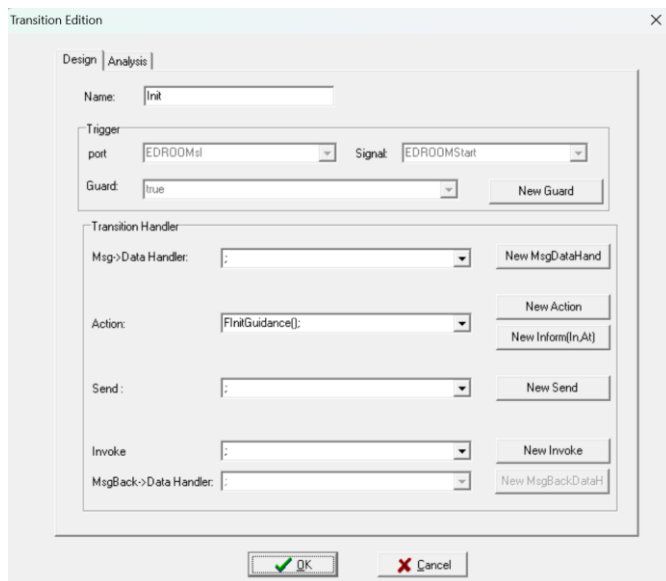 Transition Edition
Design Analysis
Name: Init
Trigger
port EDROOMsI Signal: EDROOMStart
Guard: true New Guard
Transition Handler
Msg->Data Handler: ; New MsgDataHand
New Action
Action: FInitGuidance();
New Inform(In,At)
Send : ; New Send
Invoke ; New Invoke
MsgBack->Data Handler: ; New MsgBackDataH
OK Cancel